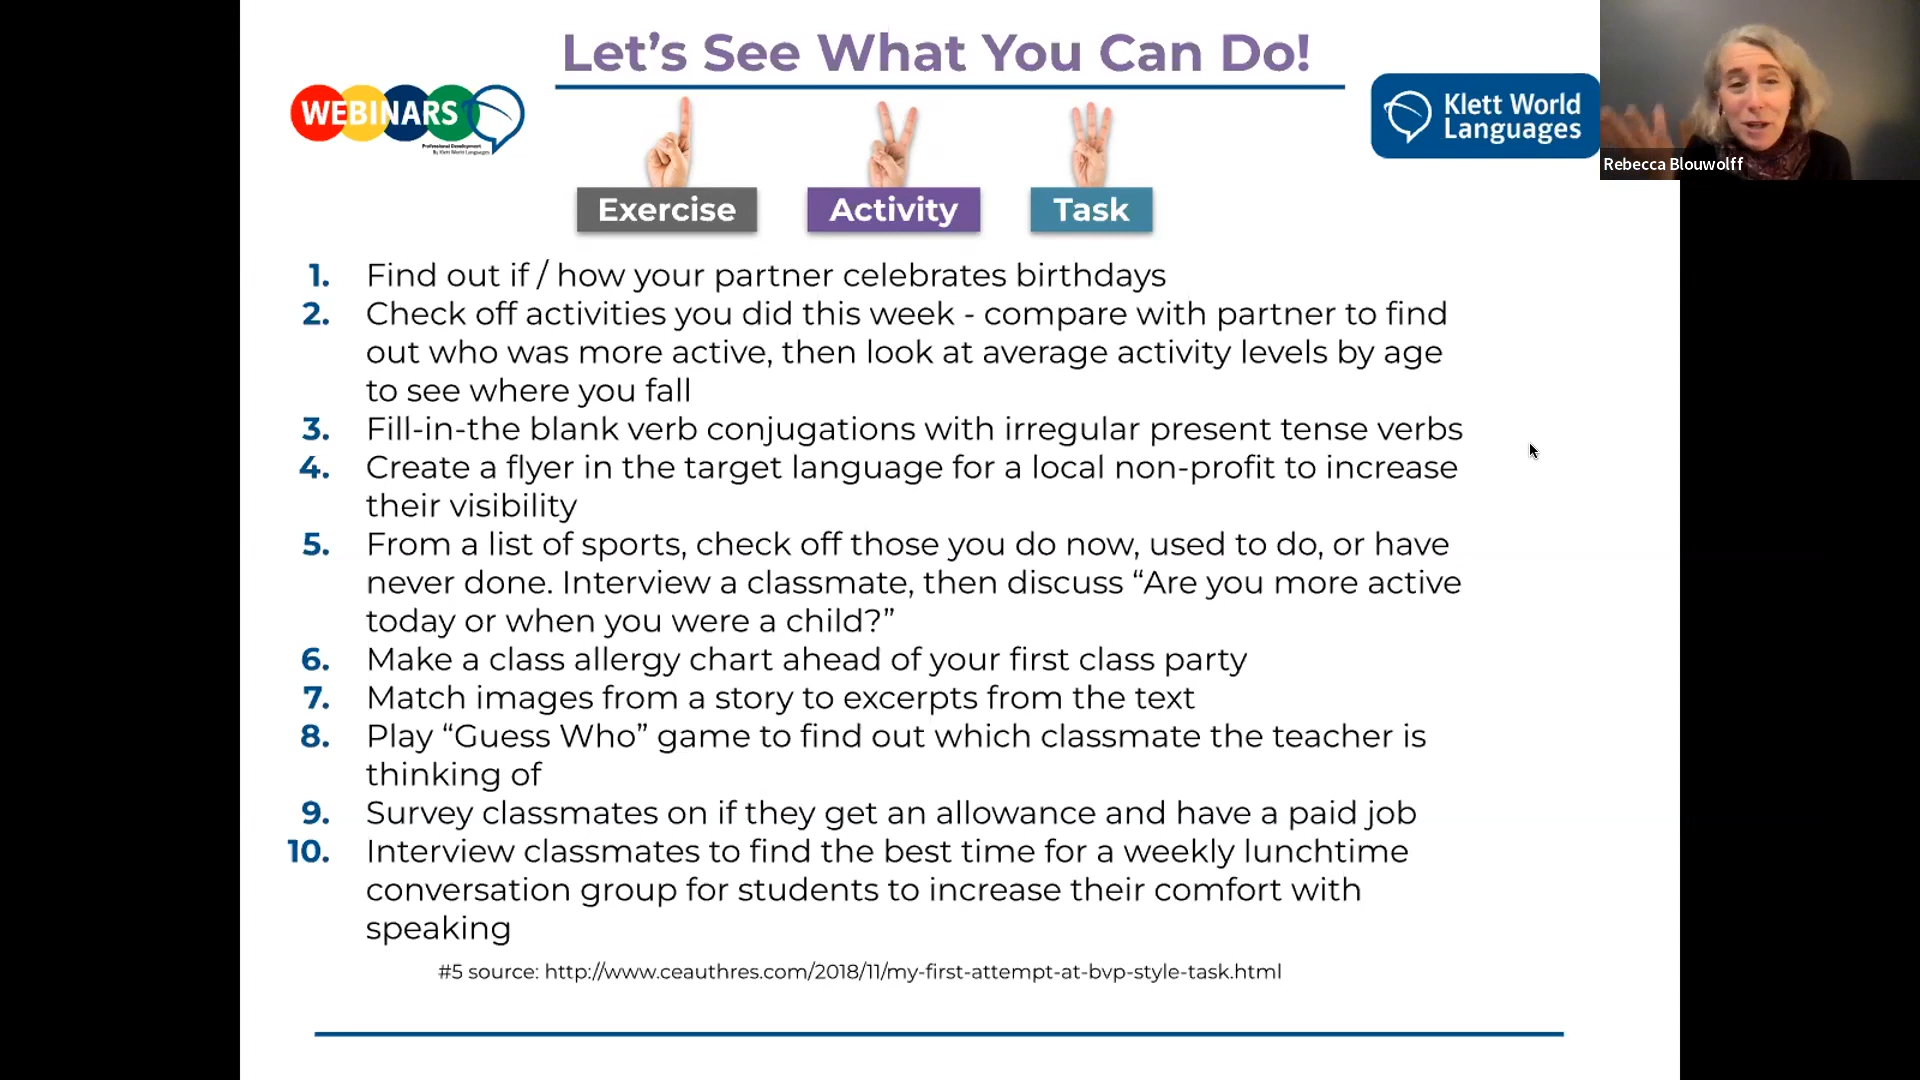 Let's See What You Can Do!
WEBINARS
Professional Development
By Klett World Languages
Klett World
Languages
Rebecca Blouwolff
Exercise
Activity
Task
1. Find out if / how your partner celebrates birthdays
2. Check off activities you did this week - compare with partner to find
out who was more active, then look at average activity levels by age
to see where you fall
3. Fill-in-the blank verb conjugations with irregular present tense verbs
4. Create a flyer in the target language for a local non-profit to increase
their visibility
5. From a list of sports, check off those you do now, used to do, or have
never done. Interview a classmate, then discuss “Are you more active
today or when you were a child?”
6. Make a class allergy chart ahead of your first class party
7. Match images from a story to excerpts from the text
8. Play “Guess Who” game to find out which classmate the teacher is
thinking of
9. Survey classmates on if they get an allowance and have a paid job
10. Interview classmates to find the best time for a weekly lunchtime
conversation group for students to increase their comfort with
speaking
#5 source: http://www.ceauthres.com/2018/11/my-first-attempt-at-bvp-style-task.html